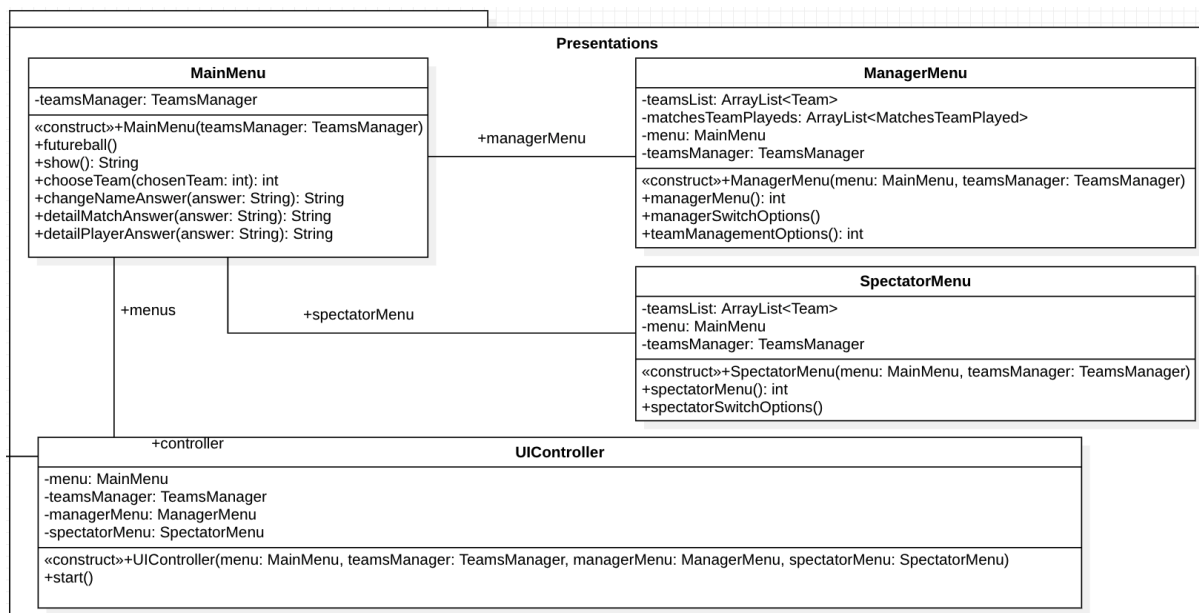 Presentations
MainMenu
-teamsManager: TeamsManager
«construct»+MainMenu(teamsManager: TeamsManager)
+futureball()
+show(): String
+chooseTeam(chosenTeam: int): int
+changeNameAnswer(answer: String): String
+detailMatchAnswer(answer: String): String
+detailPlayerAnswer(answer: String): String
+managerMenu
ManagerMenu
-teamsList: ArrayList<Team>
-matchesTeamPlayeds: ArrayList<MatchesTeamPlayed>
-menu: MainMenu
-teamsManager: TeamsManager
«construct»+ManagerMenu(menu: MainMenu, teamsManager: TeamsManager)
+managerMenu(): int
+managerSwitchOptions()
+teamManagementOptions(): int
+menus
+spectatorMenu
SpectatorMenu
-teamsList: ArrayList<Team>
-menu: MainMenu
-teamsManager: TeamsManager
«construct»+SpectatorMenu(menu: MainMenu, teamsManager: TeamsManager)
+spectatorMenu(): int
+spectatorSwitchOptions()
+controller
UIController
-menu: MainMenu
-teamsManager: TeamsManager
-managerMenu: ManagerMenu
-spectatorMenu: SpectatorMenu
«construct»+UIController(menu: MainMenu, teamsManager: TeamsManager, managerMenu: ManagerMenu, spectatorMenu: SpectatorMenu)
+start()